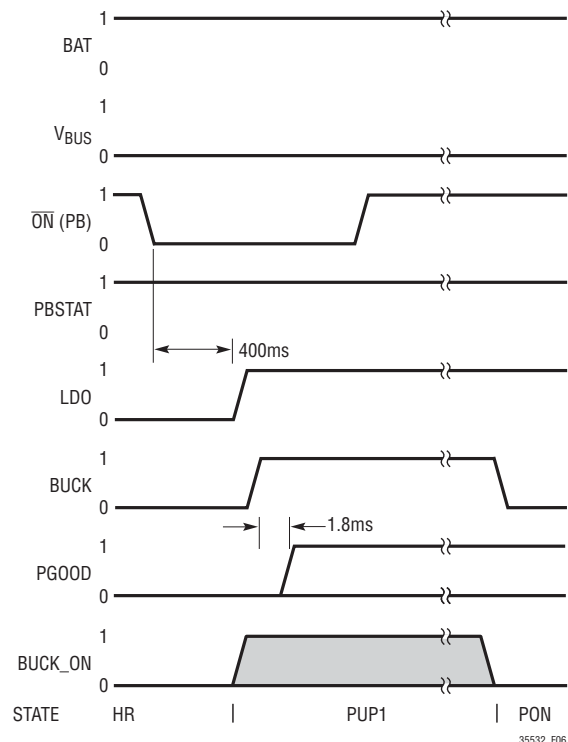 1
BAT
0
1
VBUS
0
1
ON (PB)
0
1
PBSTAT
0
400ms
1
LDO
0
1
BUCK
0
1.8ms
1
PGOOD
0
1
BUCK_ON
0
STATE HR PUP1 PON
35532 F06